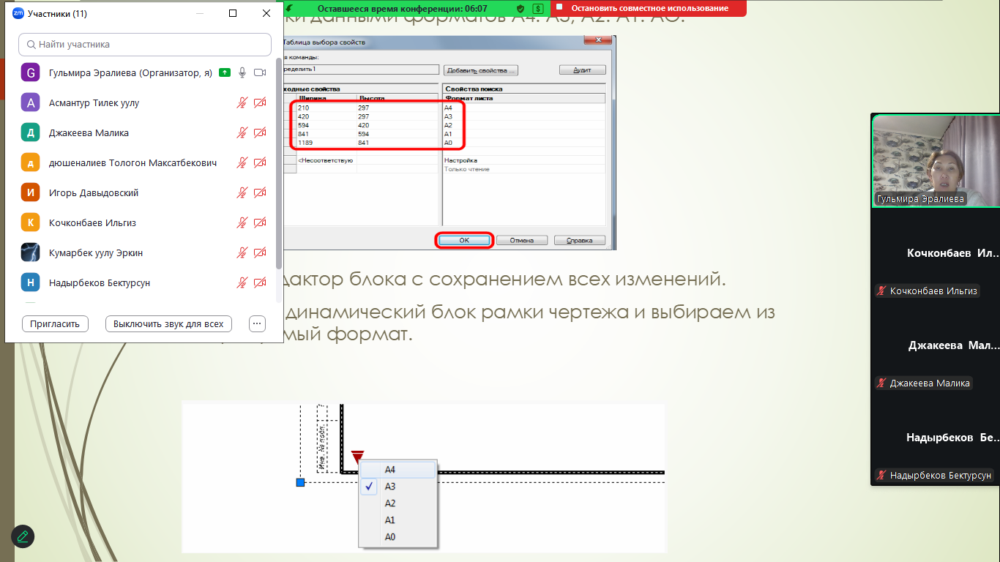 zm Участники (11)
Найти участника
G Гульмира Эралиева (Организатор, я)
А Асмантур Тилек уулу
Д Джакеева Малика
д дюшеналиев Тологон Максатбекович
И Игорь Давыдовский
К Кочконбаев Ильгиз
Кумарбек уулу Эркин
Н Надырбеков Бектурсун
Пригласить Выключить звук для всех ...
Оставшееся время конференции: 06:07 $ Остановить совместное использование
ки данными форматов А4. А3, А2. А1. А0.
Таблица выбора свойств
я команды:
ределить1 Добавить свойства ... Аудит
ходные свойства Свойства поиска
Ширина Высота Формат листа
210 297 A4
420 297 A3
594 420 A2
841 594 A1
1189 841 A0
<Несоответствую Настройка
Только чтение
ОК Отмена Справка
дактор блока с сохранением всех изменений.
динамический блок рамки чертежа и выбираем из
мый формат.
Инв. № подл.
A4
✓ A3
A2
A1
A0
Гульмира Эралиева
Кочконбаев Ил...
Кочконбаев Ильгиз
Джакеева Мал...
Джакеева Малика
Надырбеков Бе...
Надырбеков Бектурсун